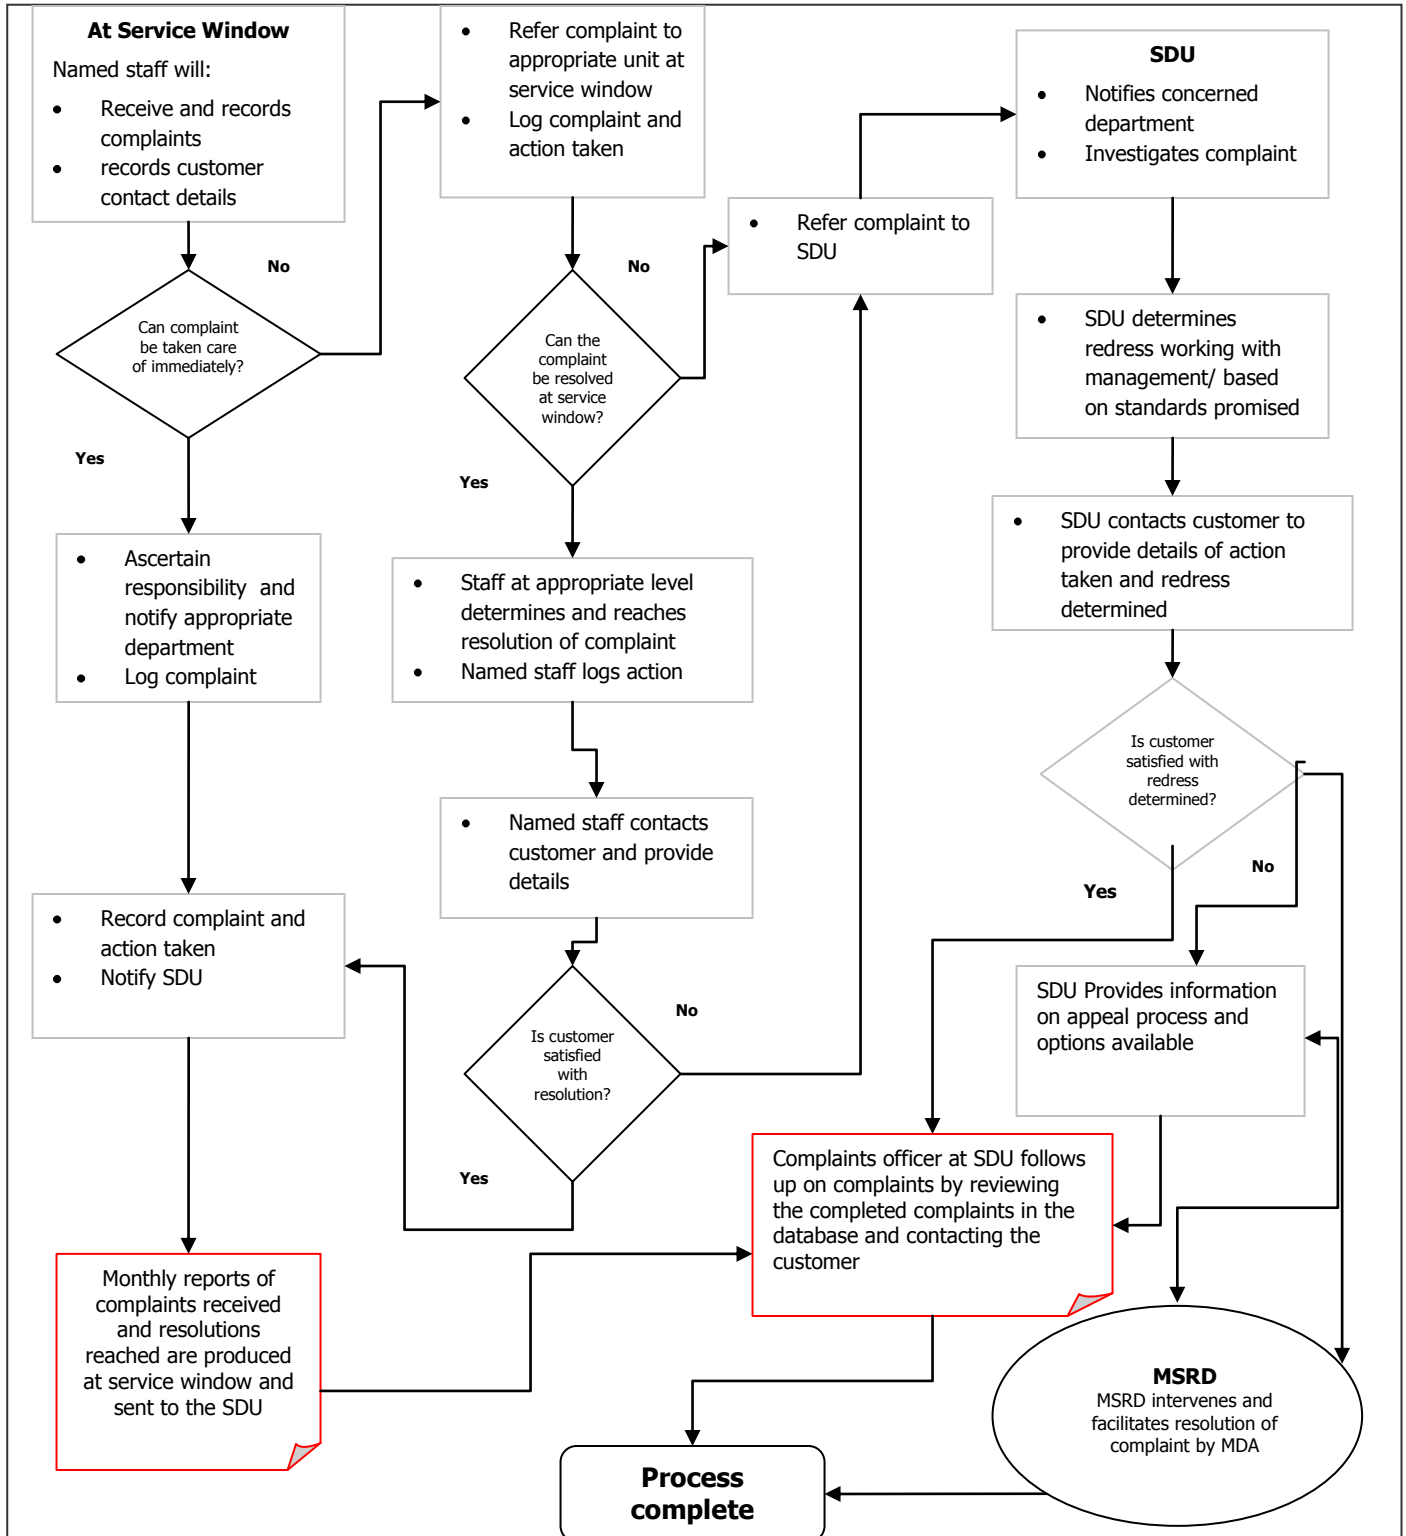 At Service Window
Named staff will:
• Receive and records
complaints
• records customer
contact details
No
Can complaint
be taken care
of immediately?
Yes
• Ascertain
responsibility and
notify appropriate
department
• Log complaint
• Record complaint and
action taken
• Notify SDU
Monthly reports of
complaints received
and resolutions
reached are produced
at service window and
sent to the SDU
• Refer complaint to
appropriate unit at
service window
• Log complaint and
action taken
No
Can the
complaint
be resolved
at service
window?
Yes
• Staff at appropriate level
determines and reaches
resolution of complaint
• Named staff logs action
• Named staff contacts
customer and provide
details
No
Is customer
satisfied
with
resolution?
Yes
• Refer complaint to
SDU
SDU
• Notifies concerned
department
• Investigates complaint
• SDU determines
redress working with
management/ based
on standards promised
• SDU contacts customer to
provide details of action
taken and redress
determined
Is customer
satisfied with
redress
determined?
No
Yes
SDU Provides information
on appeal process and
options available
Complaints officer at SDU follows
up on complaints by reviewing
the completed complaints in the
database and contacting the
customer
MSRD
MSRD intervenes and
facilitates resolution of
complaint by MDA
Process
complete